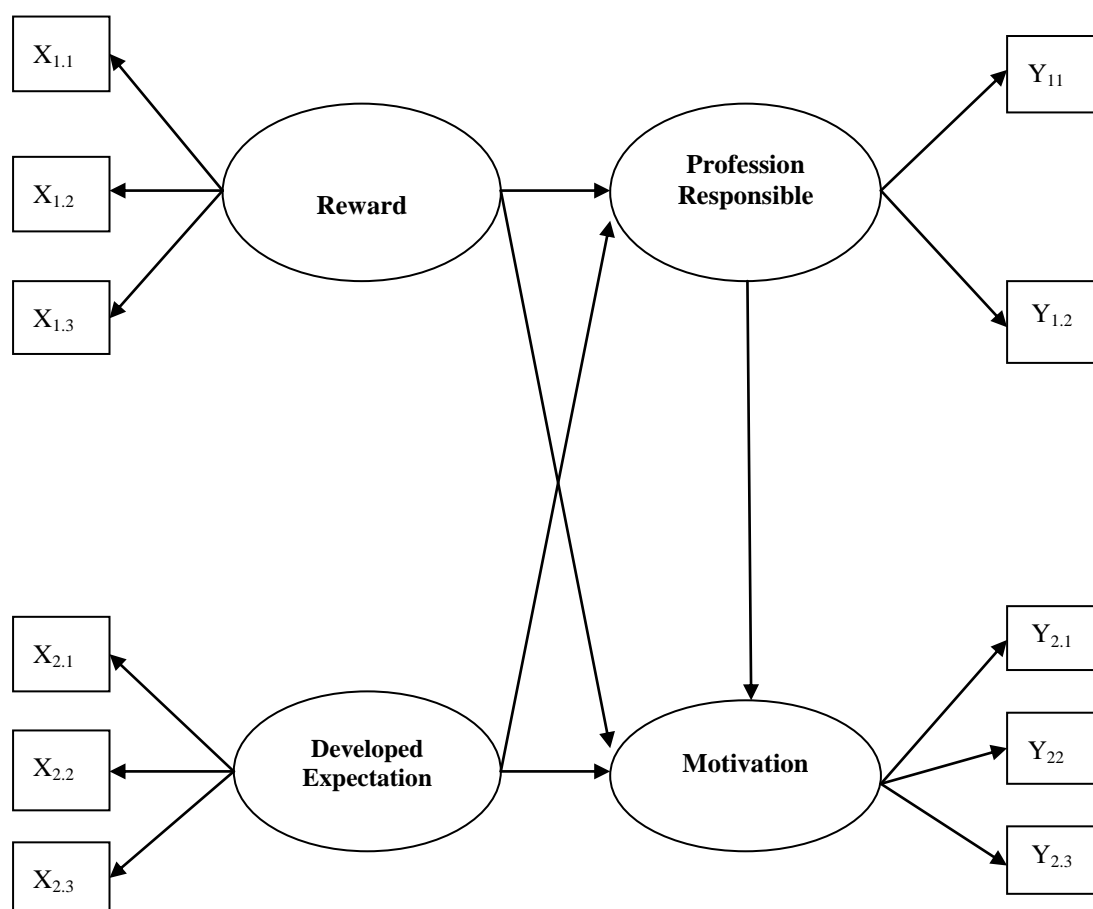 X1.1
Y11
X1.2
Reward
Profession
Responsible
X1.3
Y1.2
X2.1
Y2.1
X2.2
Developed
Expectation
Motivation
Y22
X2.3
Y2.3